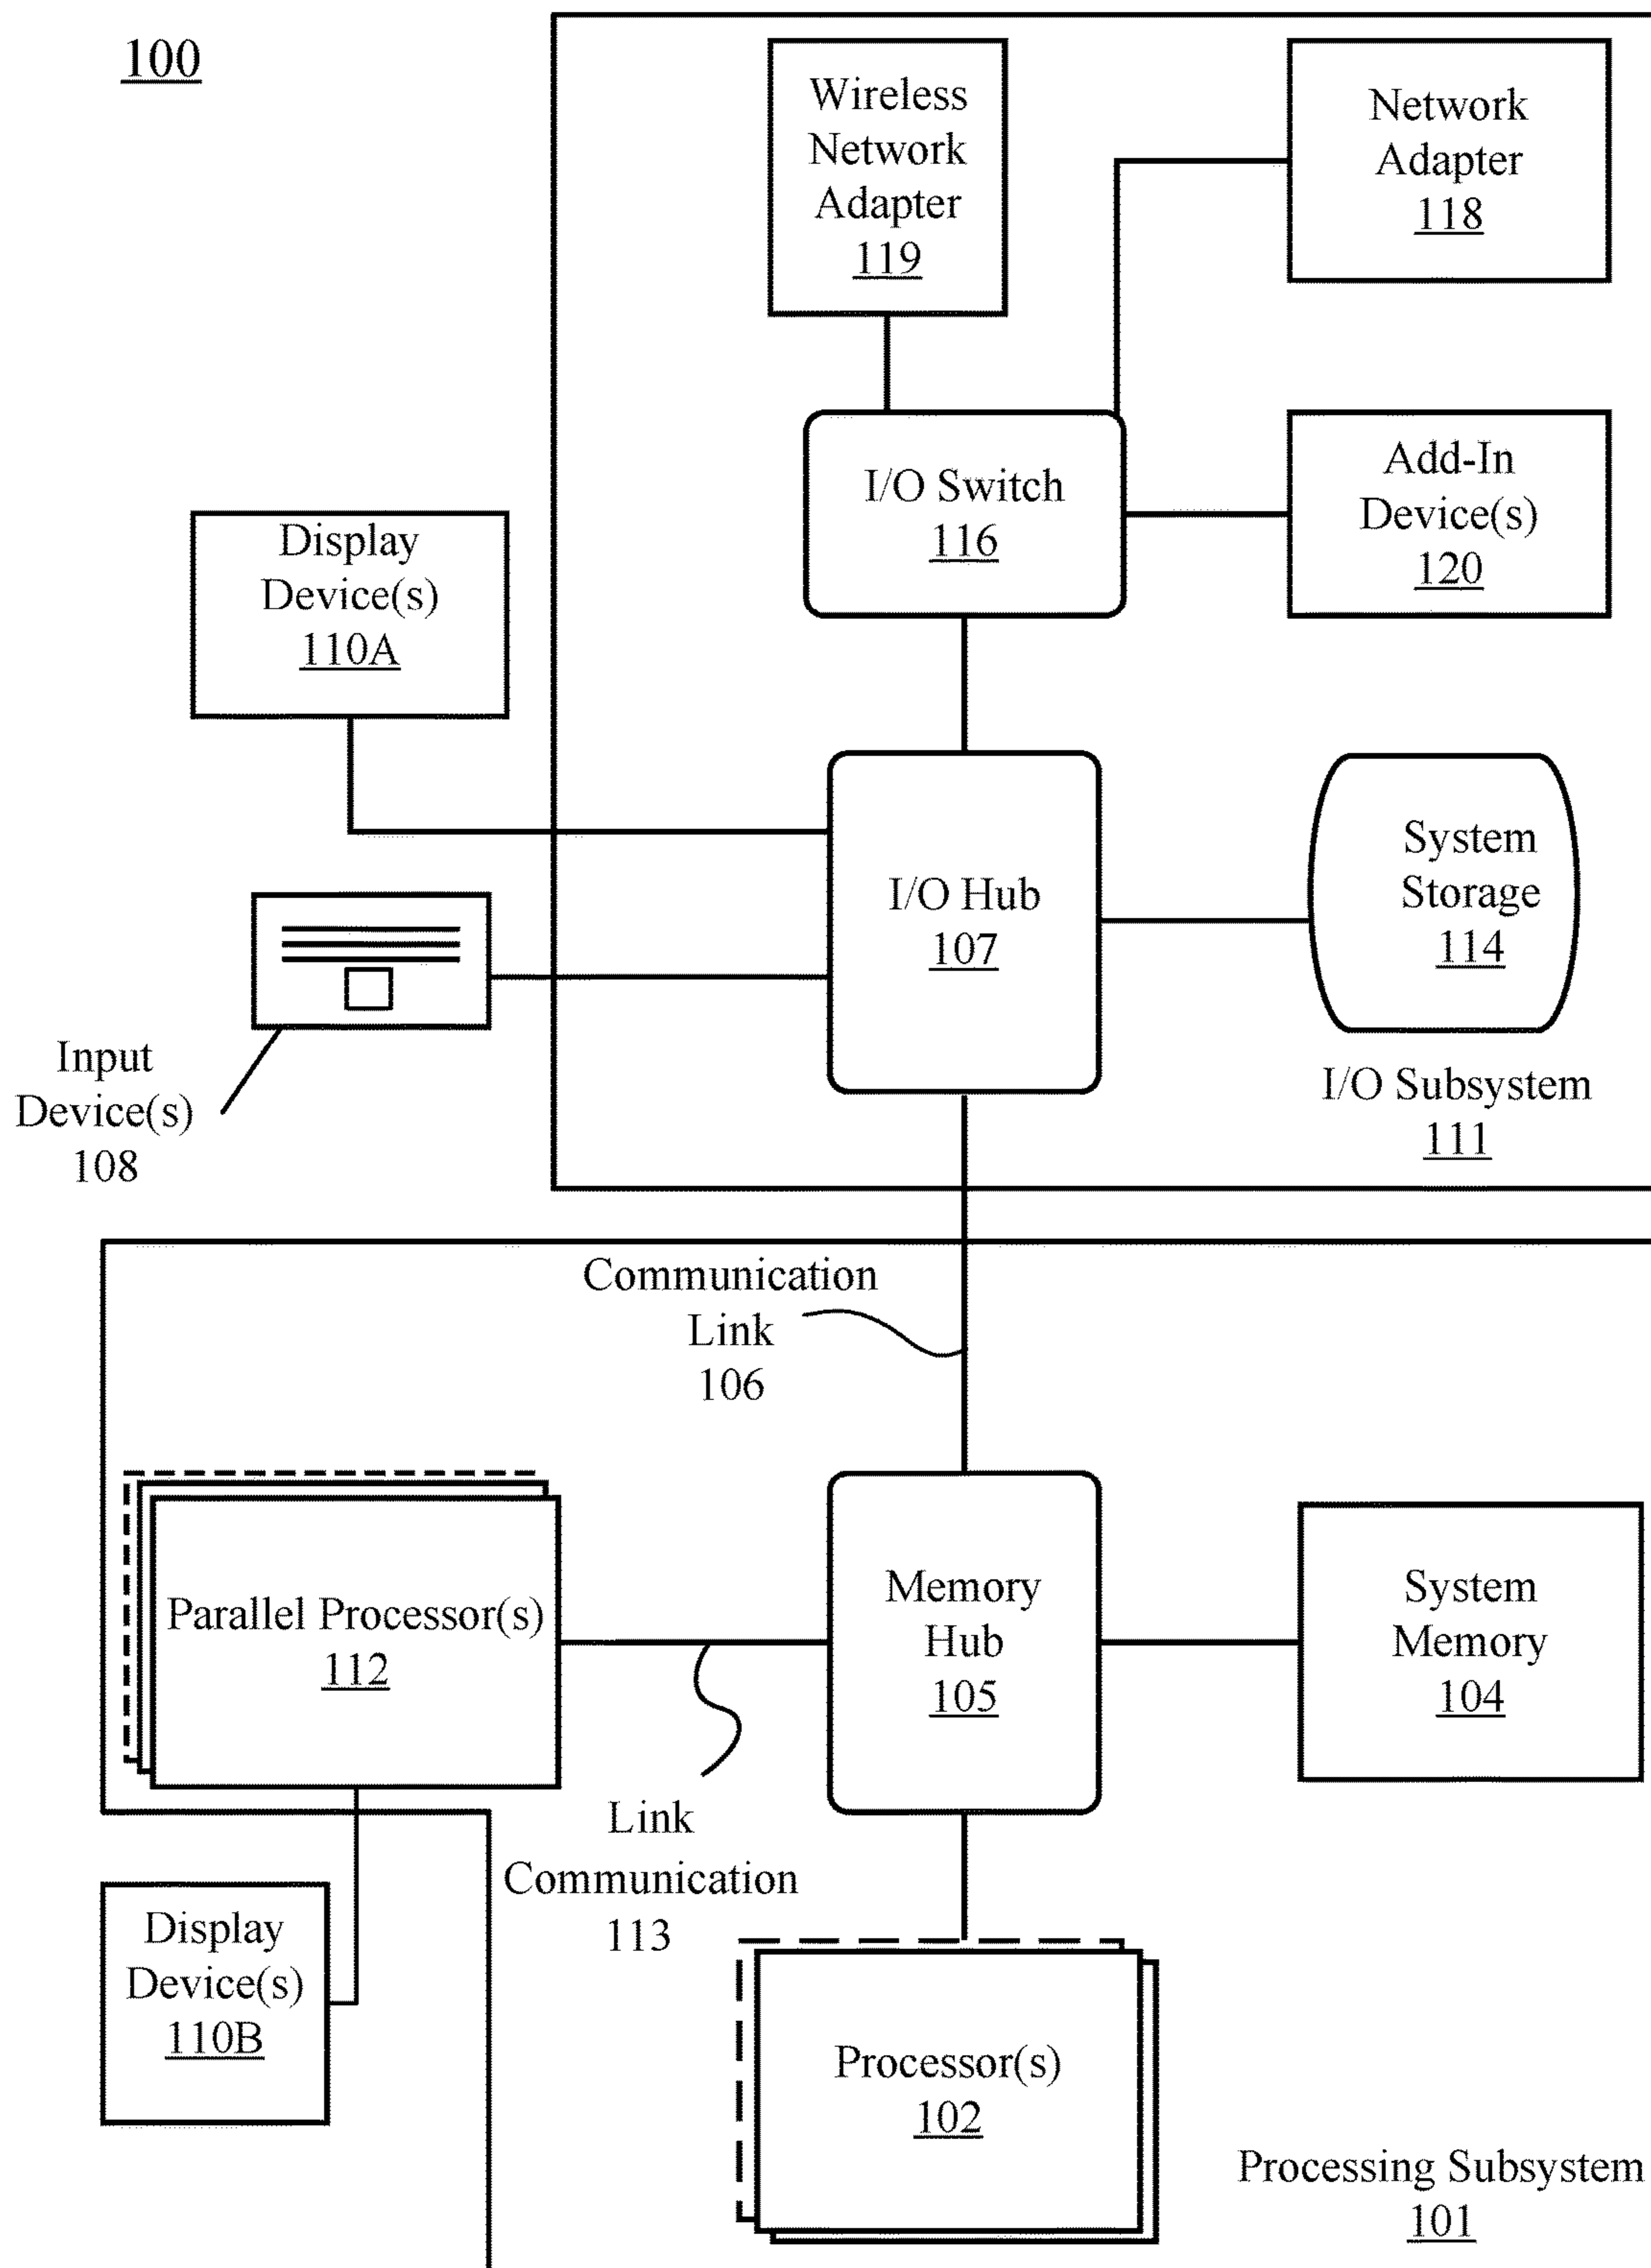 100
Wireless
Network
Adapter
119
Network
Adapter
118
I/O Switch
116
Add-In
Device(s)
120
Display
Device(s)
110A
I/O Hub
107
System
Storage
114
Input
Device(s)
108
I/O Subsystem
111
Communication
Link
106
Parallel Processor(s)
112
Memory
Hub
105
System
Memory
104
Link
Communication
113
Display
Device(s)
110B
Processor(s)
102
Processing Subsystem
101